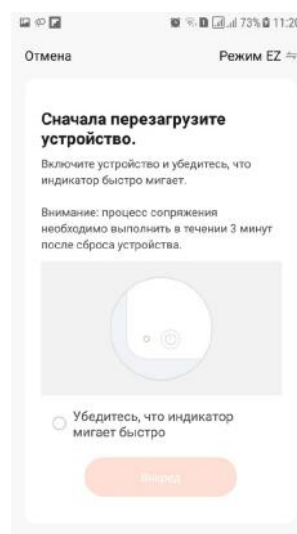 73% 11:20
Отмена
Режим EZ
Сначала перезагрузите
устройство.
Включите устройство и убедитесь, что
индикатор быстро мигает.
Внимание: процесс сопряжения
необходимо выполнить в течении 3 минут
после сброса устройства.
Убедитесь, что индикатор
мигает быстро
Вперед